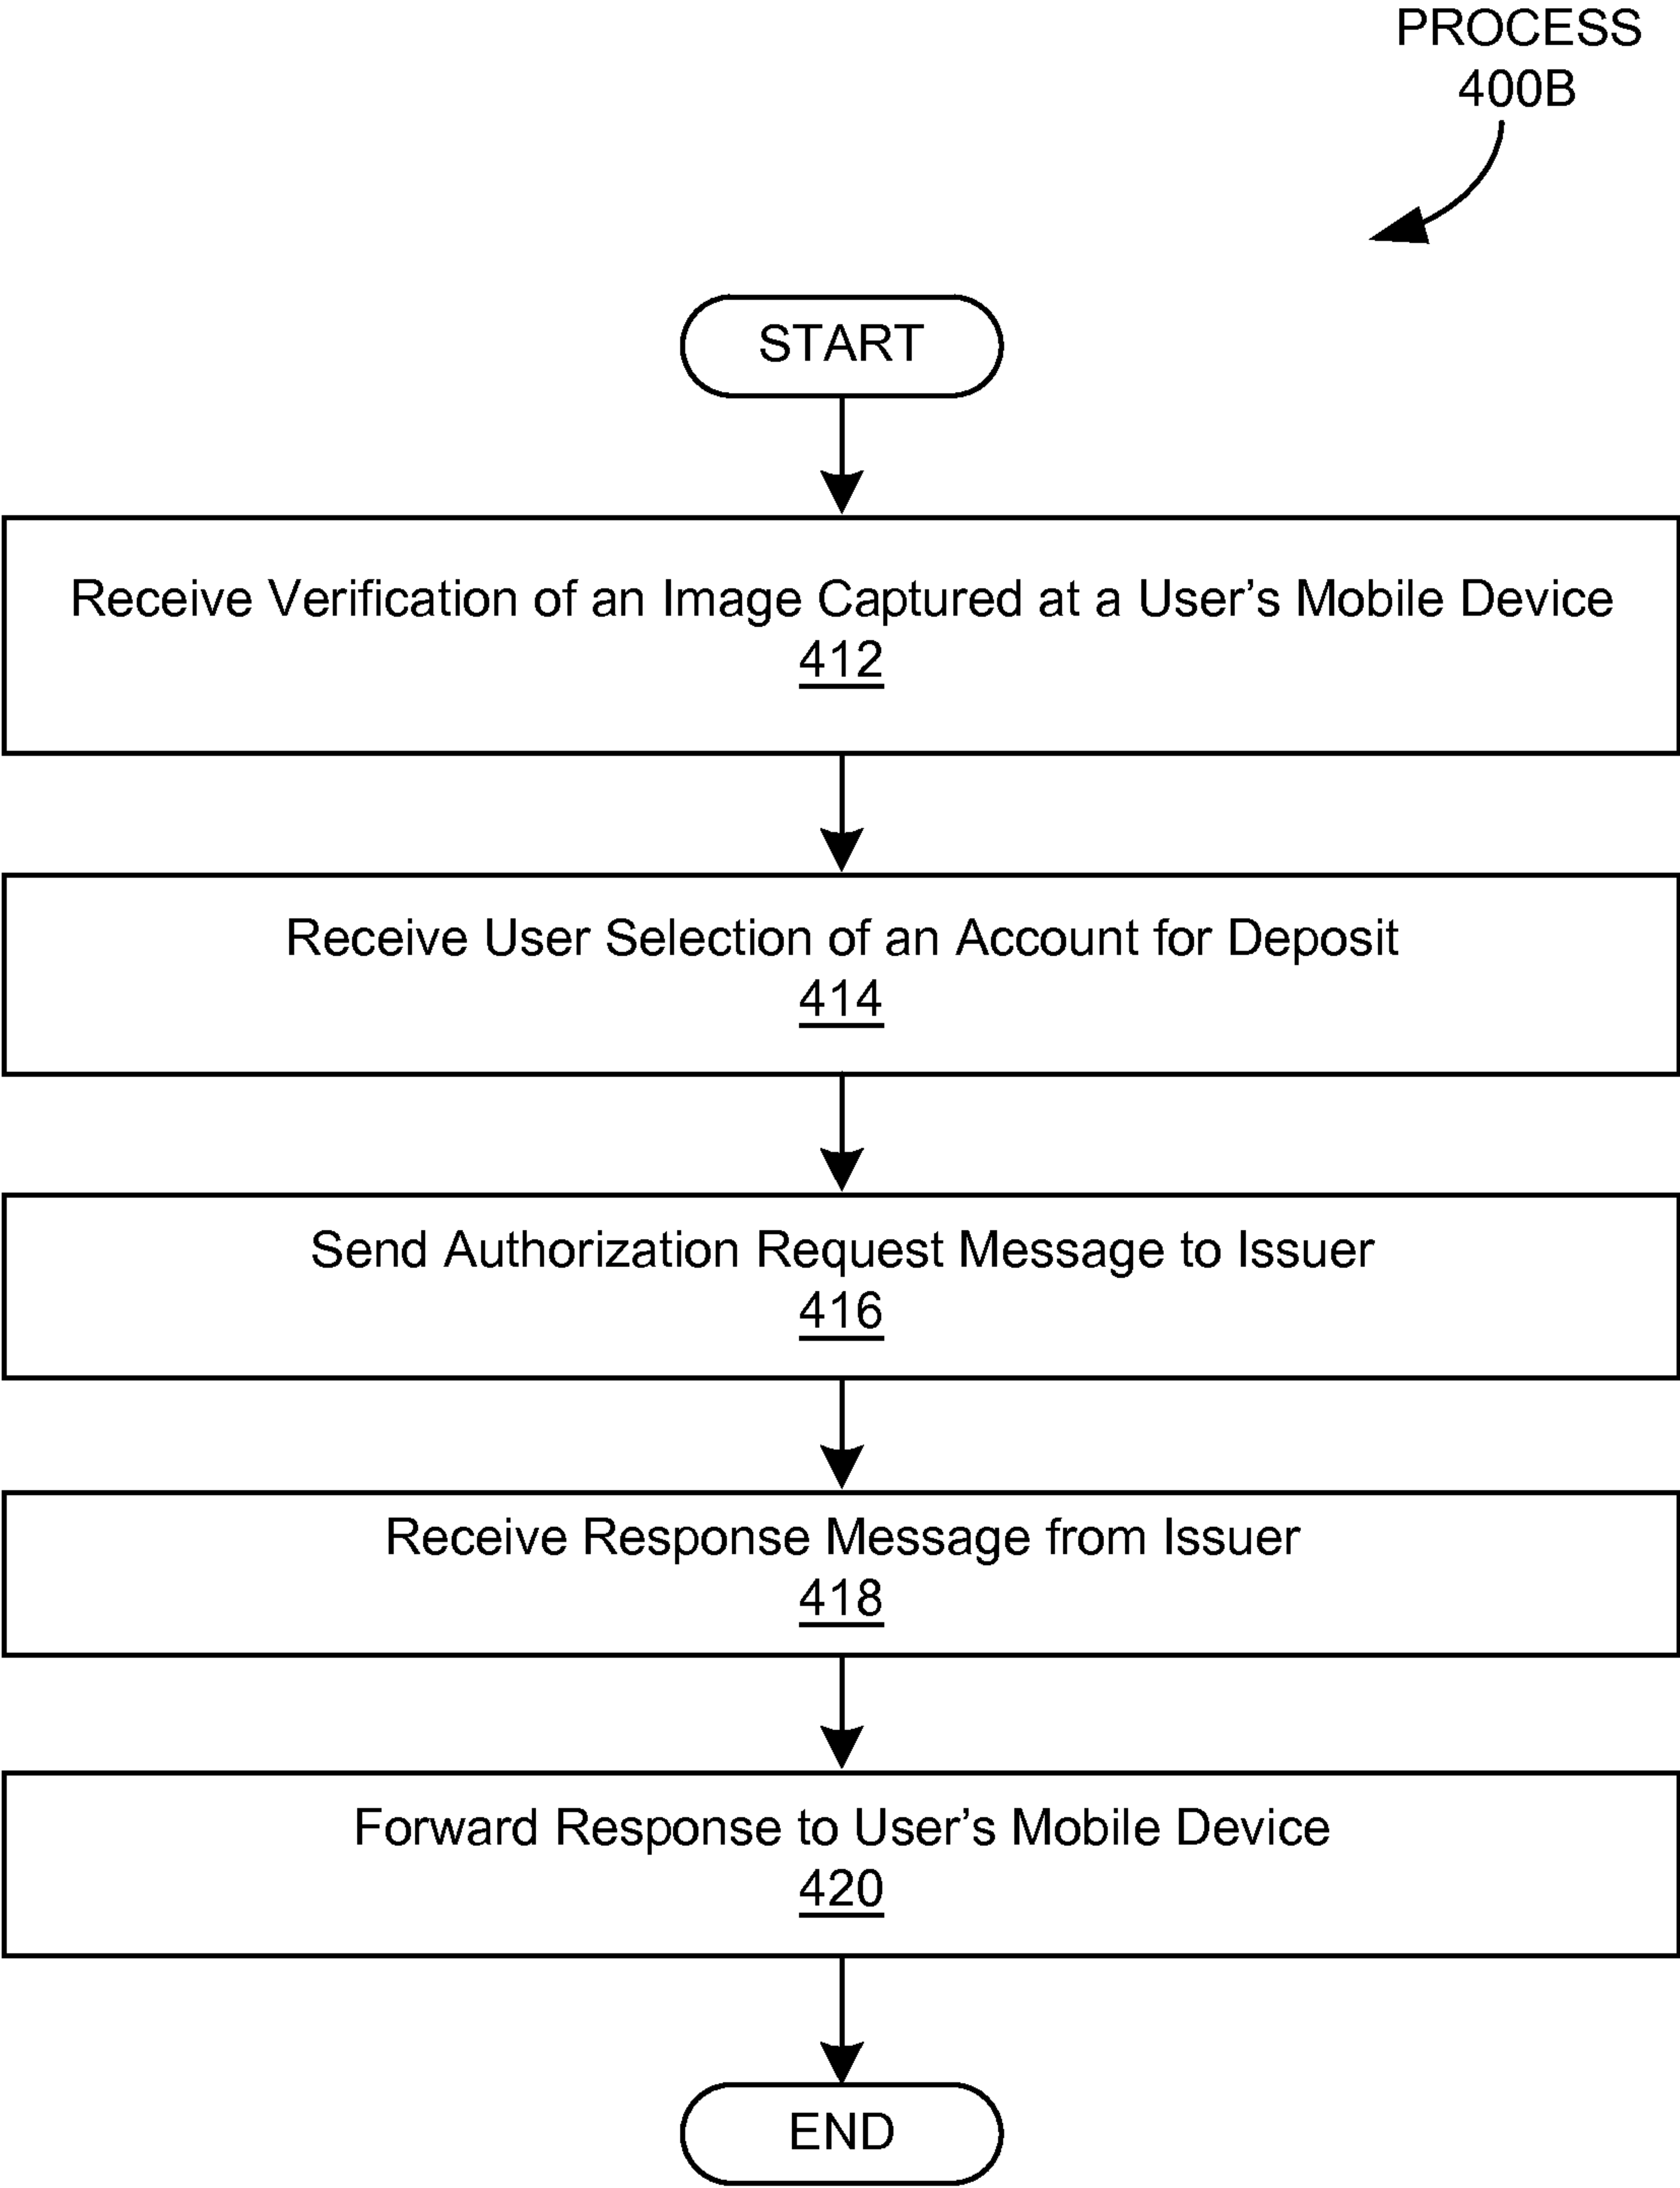 PROCESS
400B
START
Receive Verification of an Image Captured at a User’s Mobile Device
412
Receive User Selection of an Account for Deposit
414
Send Authorization Request Message to Issuer
416
Receive Response Message from Issuer
418
Forward Response to User’s Mobile Device
420
END